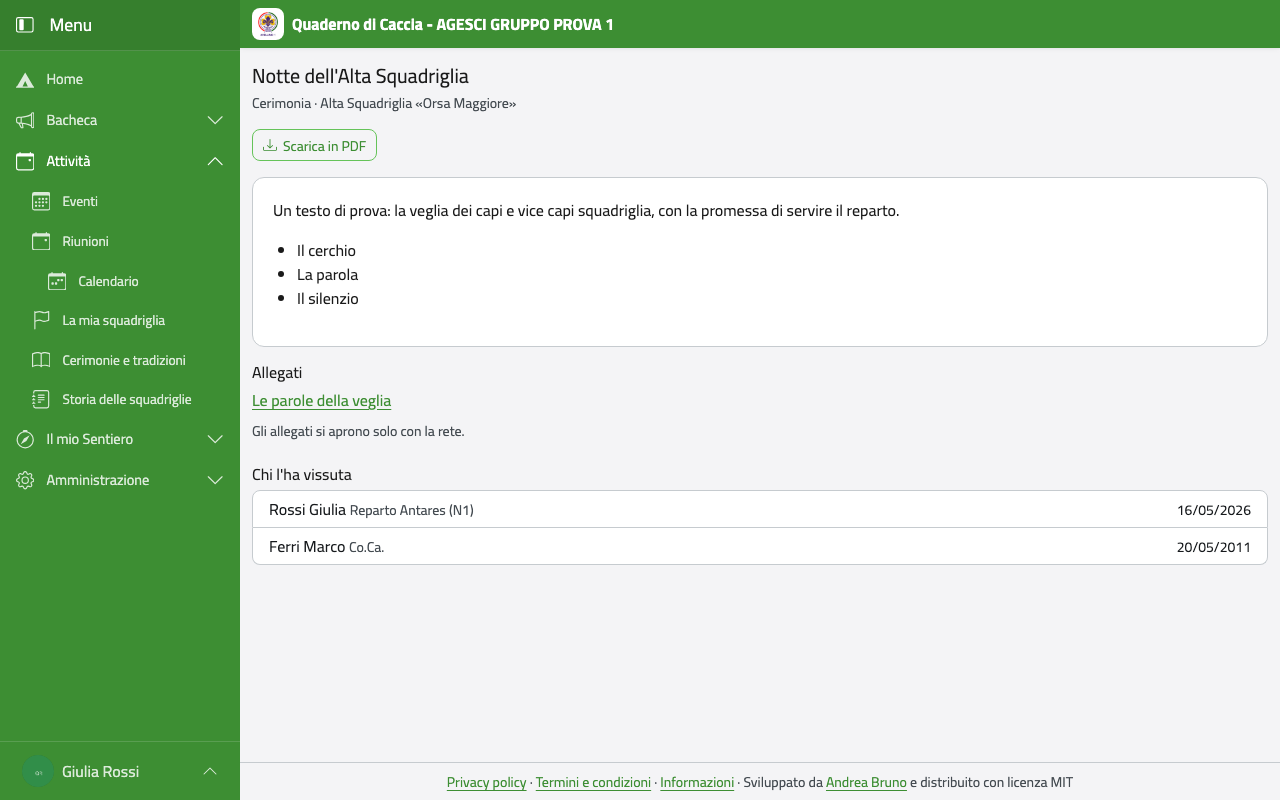 Menu
Quaderno di Caccia - AGESCI GRUPPO PROVA 1
Home
Bacheca
Attività
Eventi
Riunioni
Calendario
La mia squadriglia
Cerimonie e tradizioni
Storia delle squadriglie
Il mio Sentiero
Amministrazione
Giulia Rossi
Notte dell'Alta Squadriglia
Cerimonia · Alta Squadriglia «Orsa Maggiore»
Scarica in PDF
Un testo di prova: la veglia dei capi e vice capi squadriglia, con la promessa di servire il reparto.
• Il cerchio
• La parola
• Il silenzio
Allegati
Le parole della veglia
Gli allegati si aprono solo con la rete.
Chi l'ha vissuta
Rossi Giulia Reparto Antares (N1) 16/05/2026
Ferri Marco Co.Ca. 20/05/2011
Privacy policy · Termini e condizioni · Informazioni · Sviluppato da Andrea Bruno e distribuito con licenza MIT